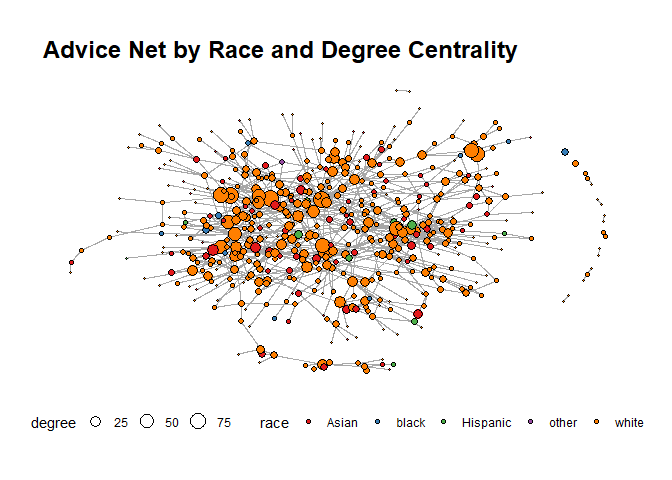 Advice Net by Race and Degree Centrality
degree 25 50 75 race Asian black Hispanic other white